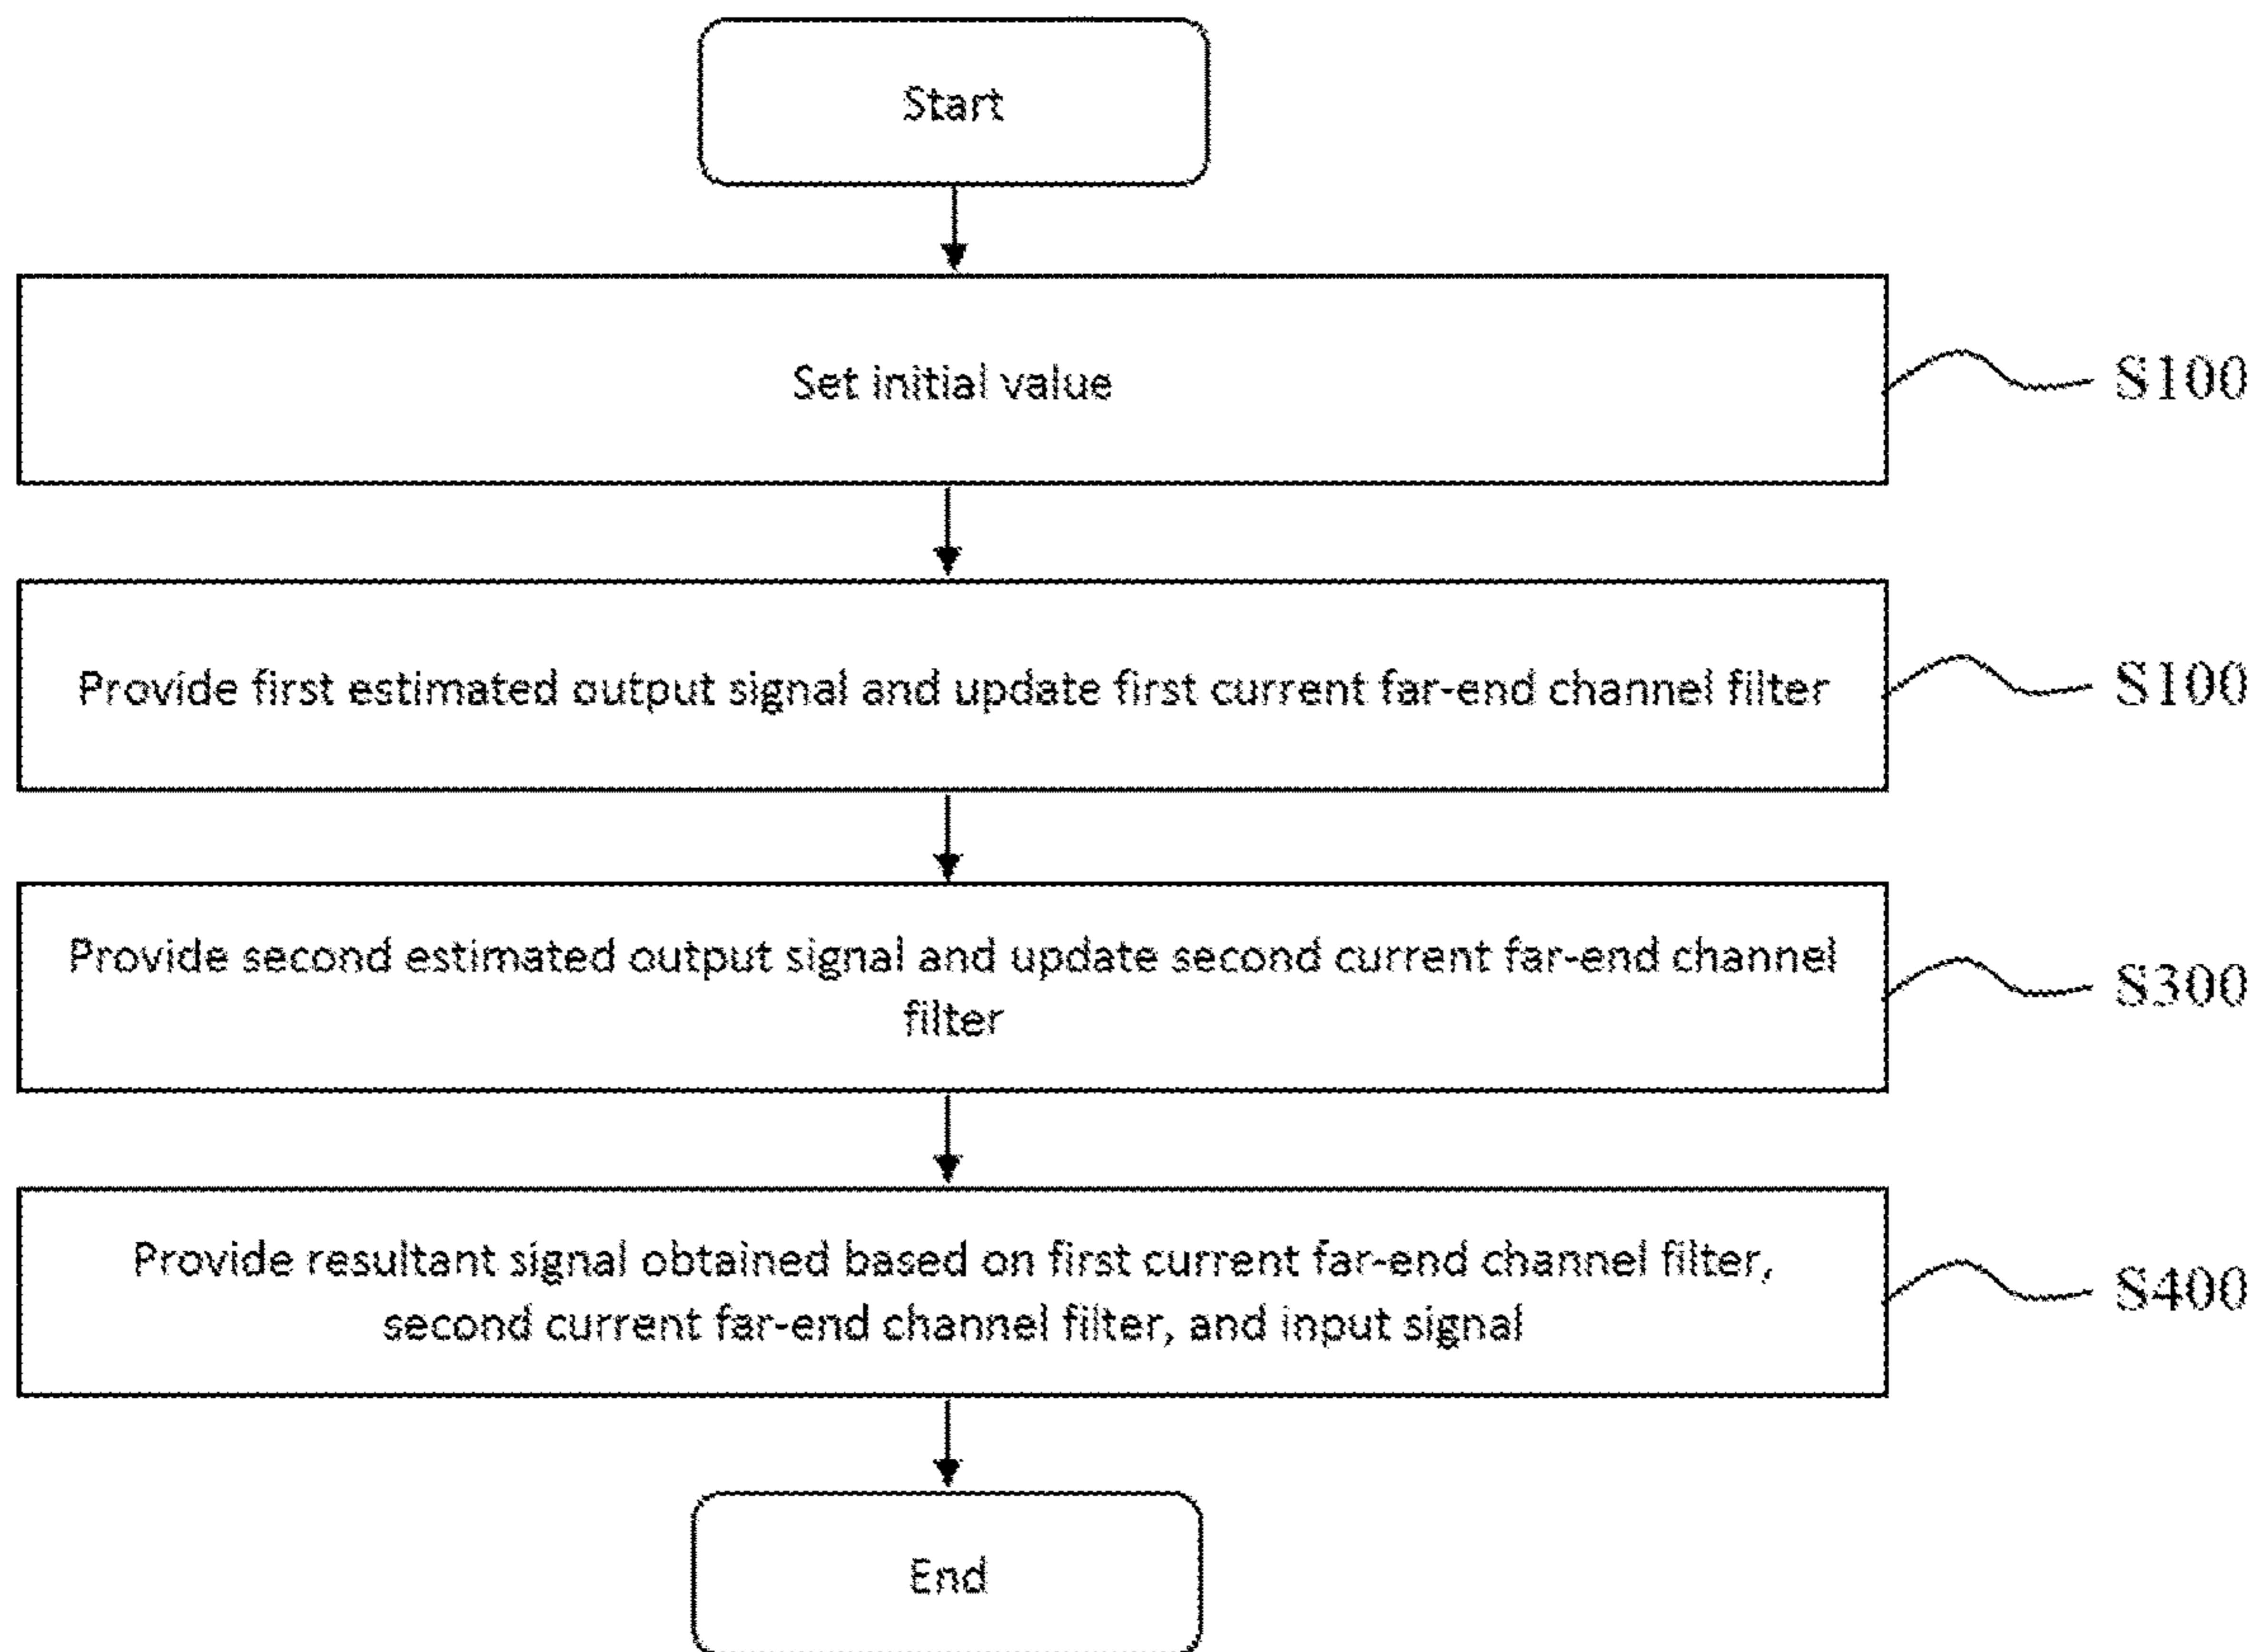 Start
Set initial value
S100
Provide first estimated output signal and update first current far-end channel filter
S100
Provide second estimated output signal and update second current far-end channel
filter
S300
Provide resultant signal obtained based on first current far-end channel filter,
second current far-end channel filter, and input signal
S400
End